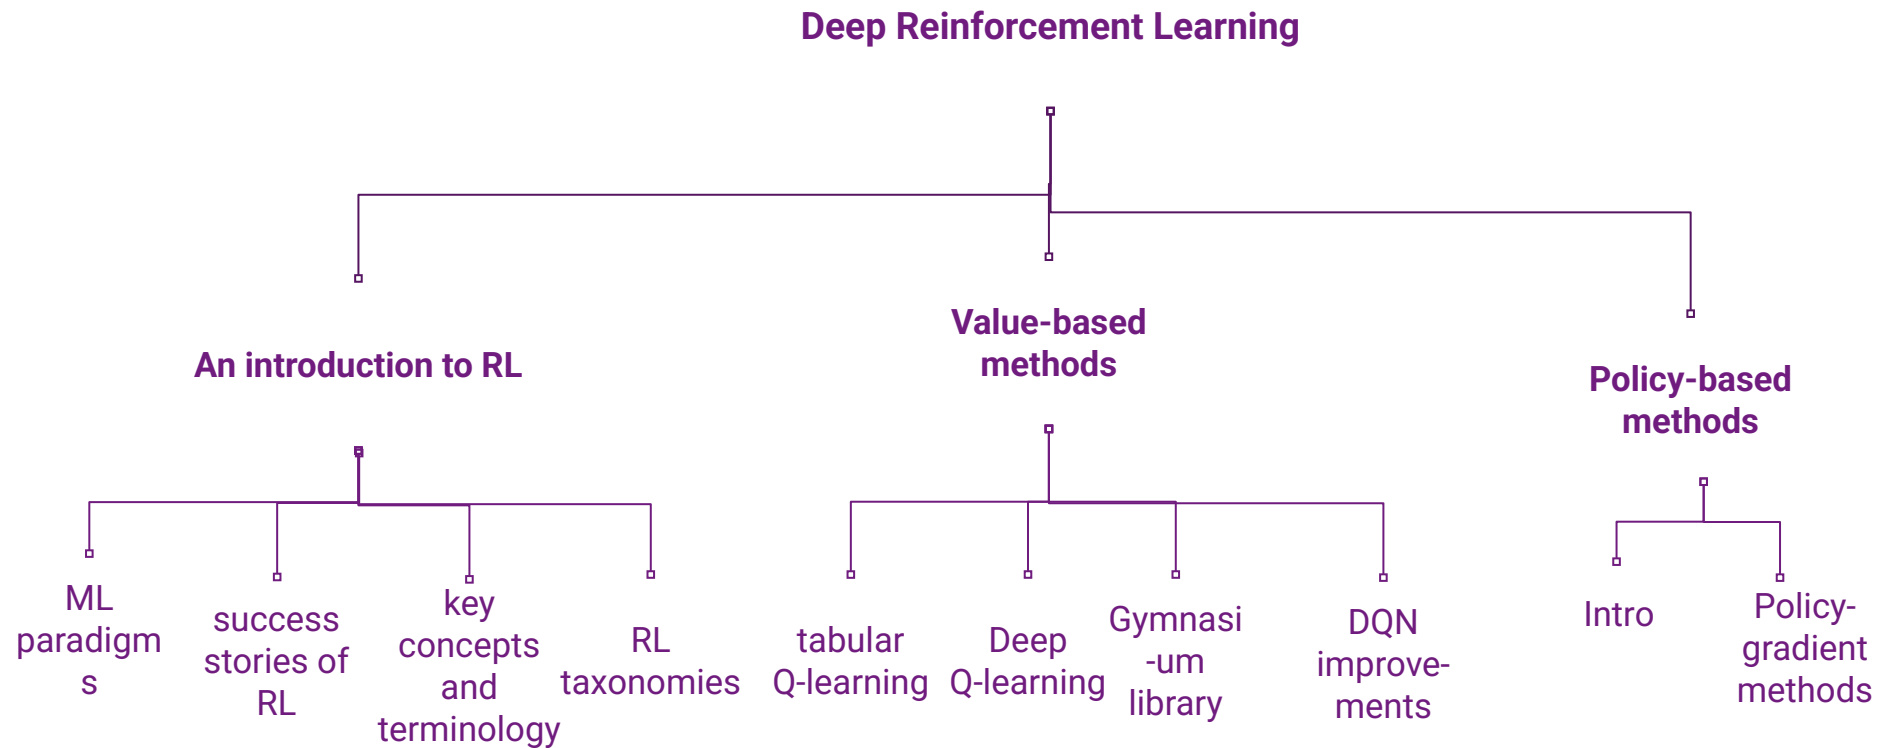 Deep Reinforcement Learning
An introduction to RL
Value-based
methods
Policy-based
methods
ML
paradigm
s
success
stories of
RL
key
concepts
and
terminology
RL
taxonomies
tabular
Q-learning
Deep
Q-learning
Gymnasi
-um
library
DQN
improve-
ments
Intro
Policy-
gradient
methods